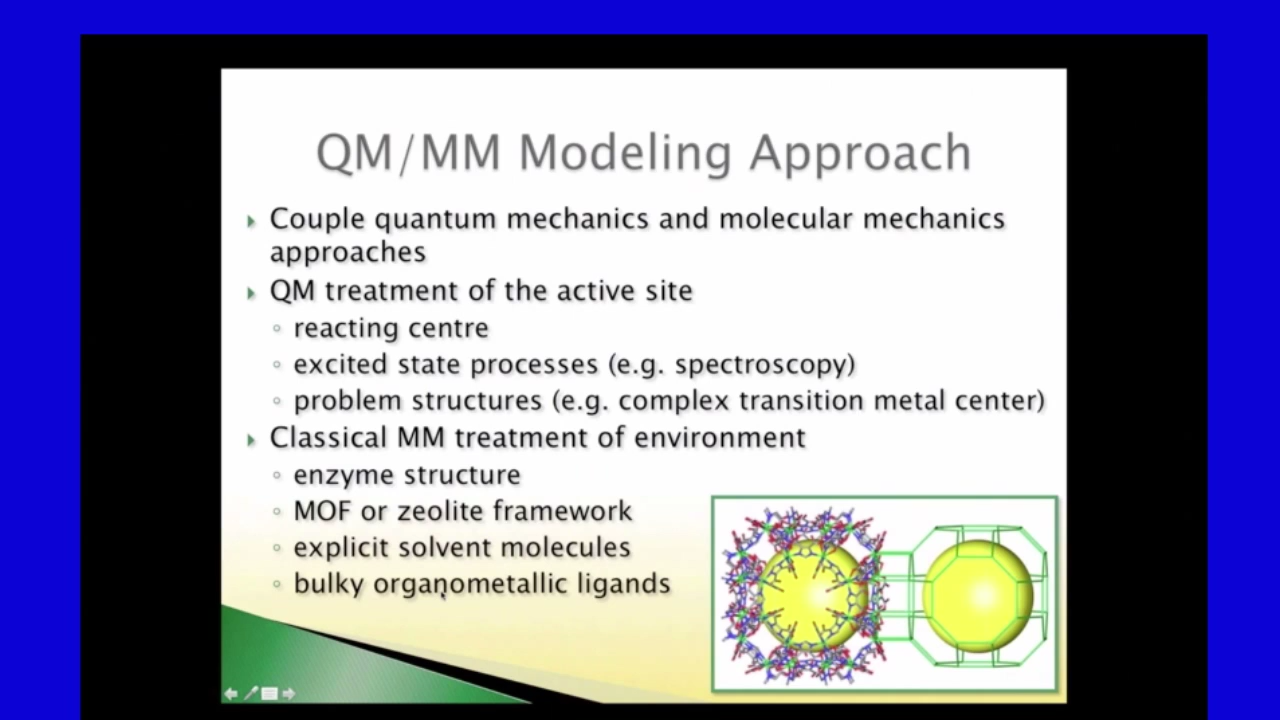 QM/MM Modeling Approach
Couple quantum mechanics and molecular mechanics
approaches
QM treatment of the active site
reacting centre
excited state processes (e.g. spectroscopy)
problem structures (e.g. complex transition metal center)
Classical MM treatment of environment
enzyme structure
MOF or zeolite framework
explicit solvent molecules
bulky organometallic ligands